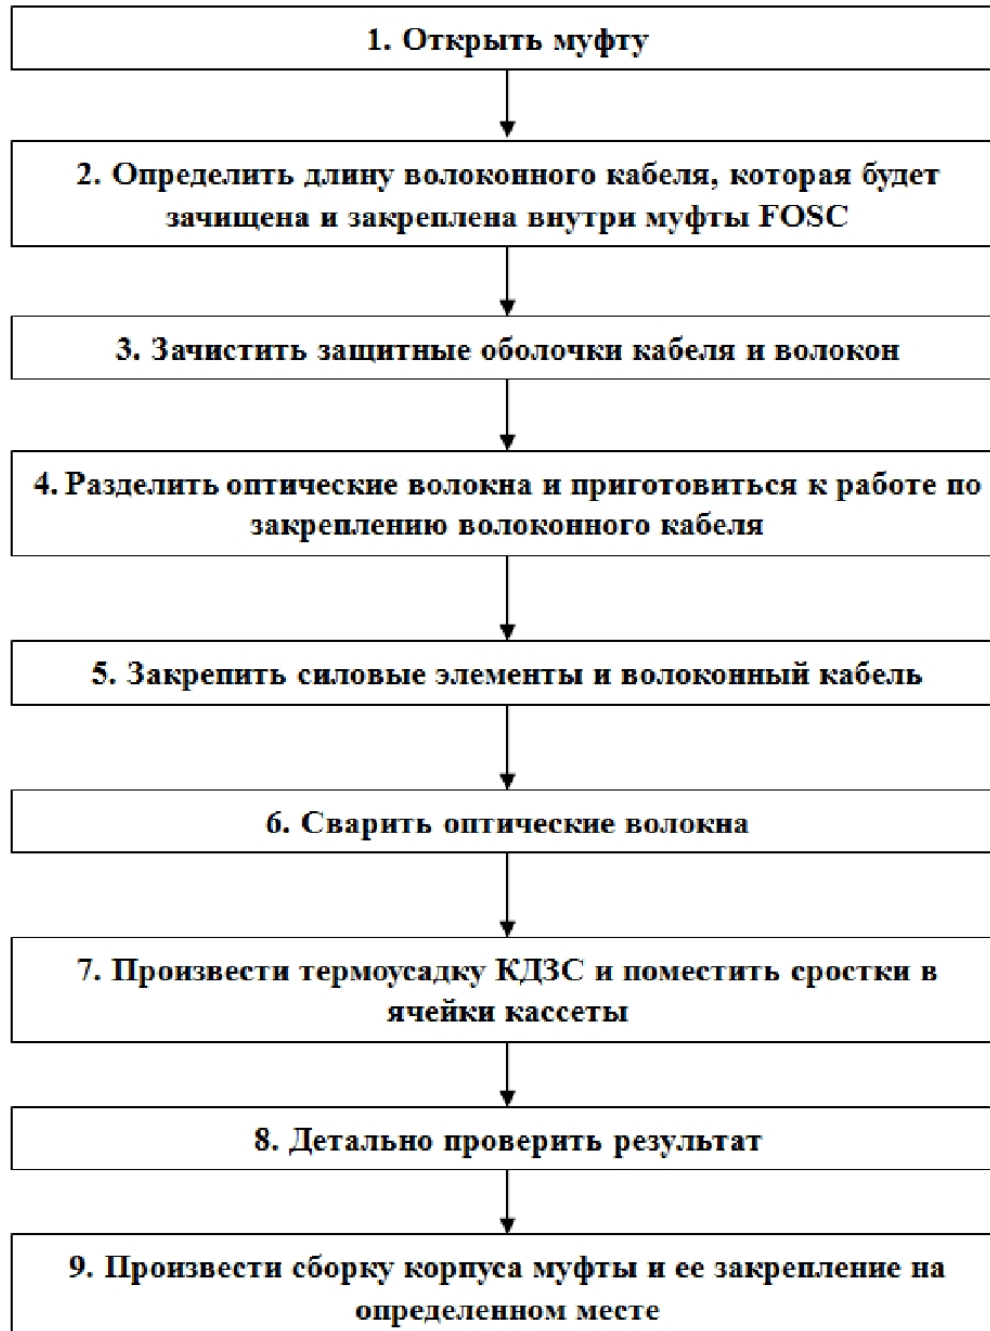 1. Открыть муфту
2. Определить длину волоконного кабеля, которая будет
зачищена и закреплена внутри муфты FOSC
3. Зачистить защитные оболочки кабеля и волокон
4. Разделить оптические волокна и приготовиться к работе по
закреплению волоконного кабеля
5. Закрепить силовые элементы и волоконный кабель
6. Сварить оптические волокна
7. Произвести термоусадку КДЗС и поместить сростки в
ячейки кассеты
8. Детально проверить результат
9. Произвести сборку корпуса муфты и ее закрепление на
определенном месте